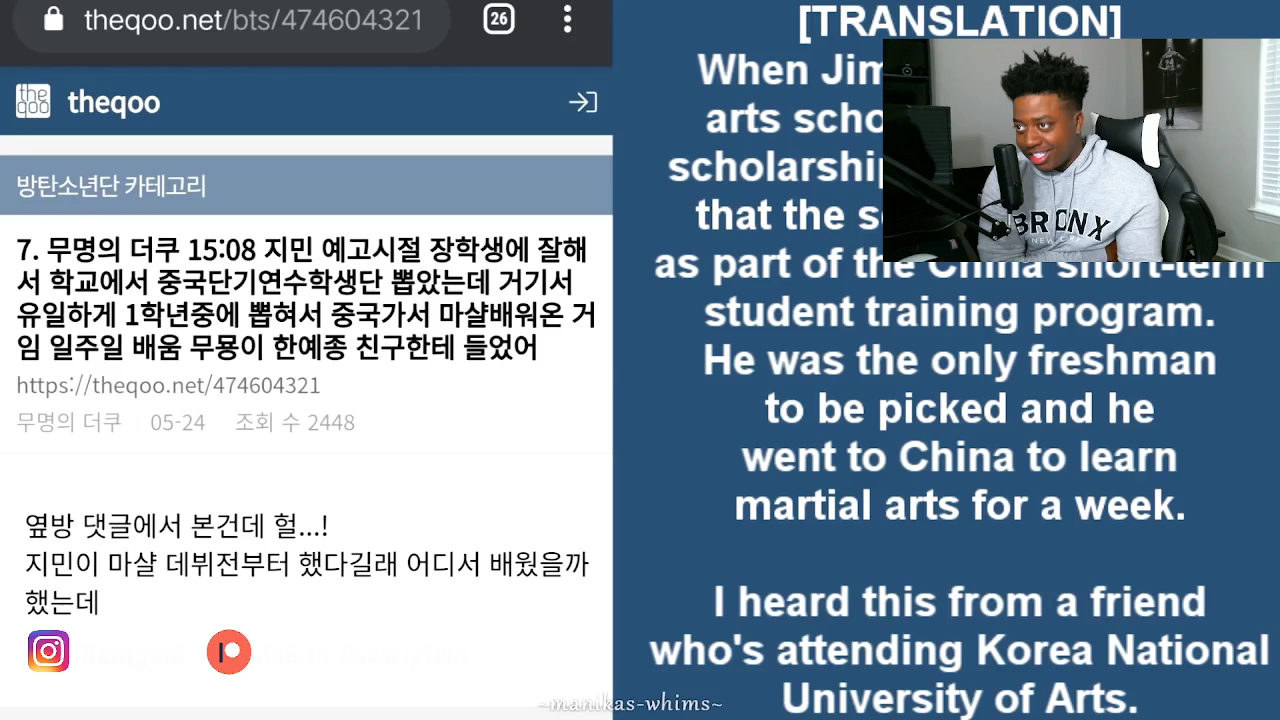 theqoo.net/bts/474604321
26
the qoo
theqoo
방탄소년단 카테고리
7. 무명의 더쿠 15:08 지민 예고시절 장학생에 잘해
서 학교에서 중국단기연수학생단 뽑았는데 거기서
유일하게 1학년중에 뽑혀서 중국가서 마샬배워온 거
임 일주일 배움 무묭이 한예종 친구한테 들었어
https://theqoo.net/474604321
무명의 더쿠 05-24 조회 수 2448
옆방 댓글에서 본건데 헐...!
지민이 마샬 데뷔전부터 했다길래 어디서 배웠을까
했는데
[TRANSLATION]
When Jim
arts scho
scholarship
that the s
as part of the China short-term
student training program.
He was the only freshman
to be picked and he
went to China to learn
martial arts for a week.
I heard this from a friend
who's attending Korea National
University of Arts.
BRONX
NEW
~manikas-whims~